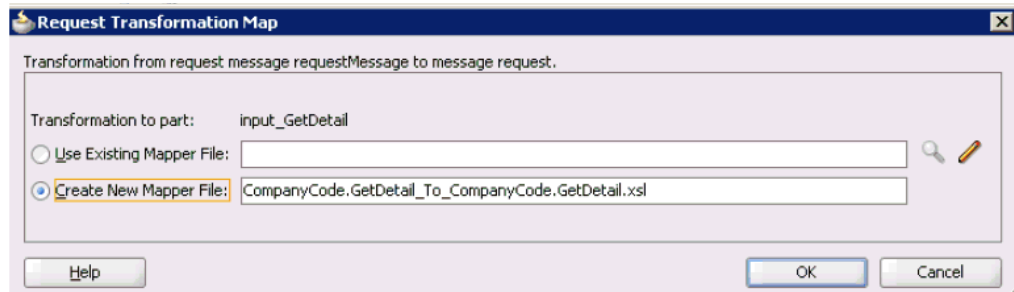 Request Transformation Map
Transformation from request message requestMessage to message request.
Transformation to part: input_GetDetail
Use Existing Mapper File:
Create New Mapper File: CompanyCode.GetDetail_To_CompanyCode.GetDetail.xsl
Help OK Cancel